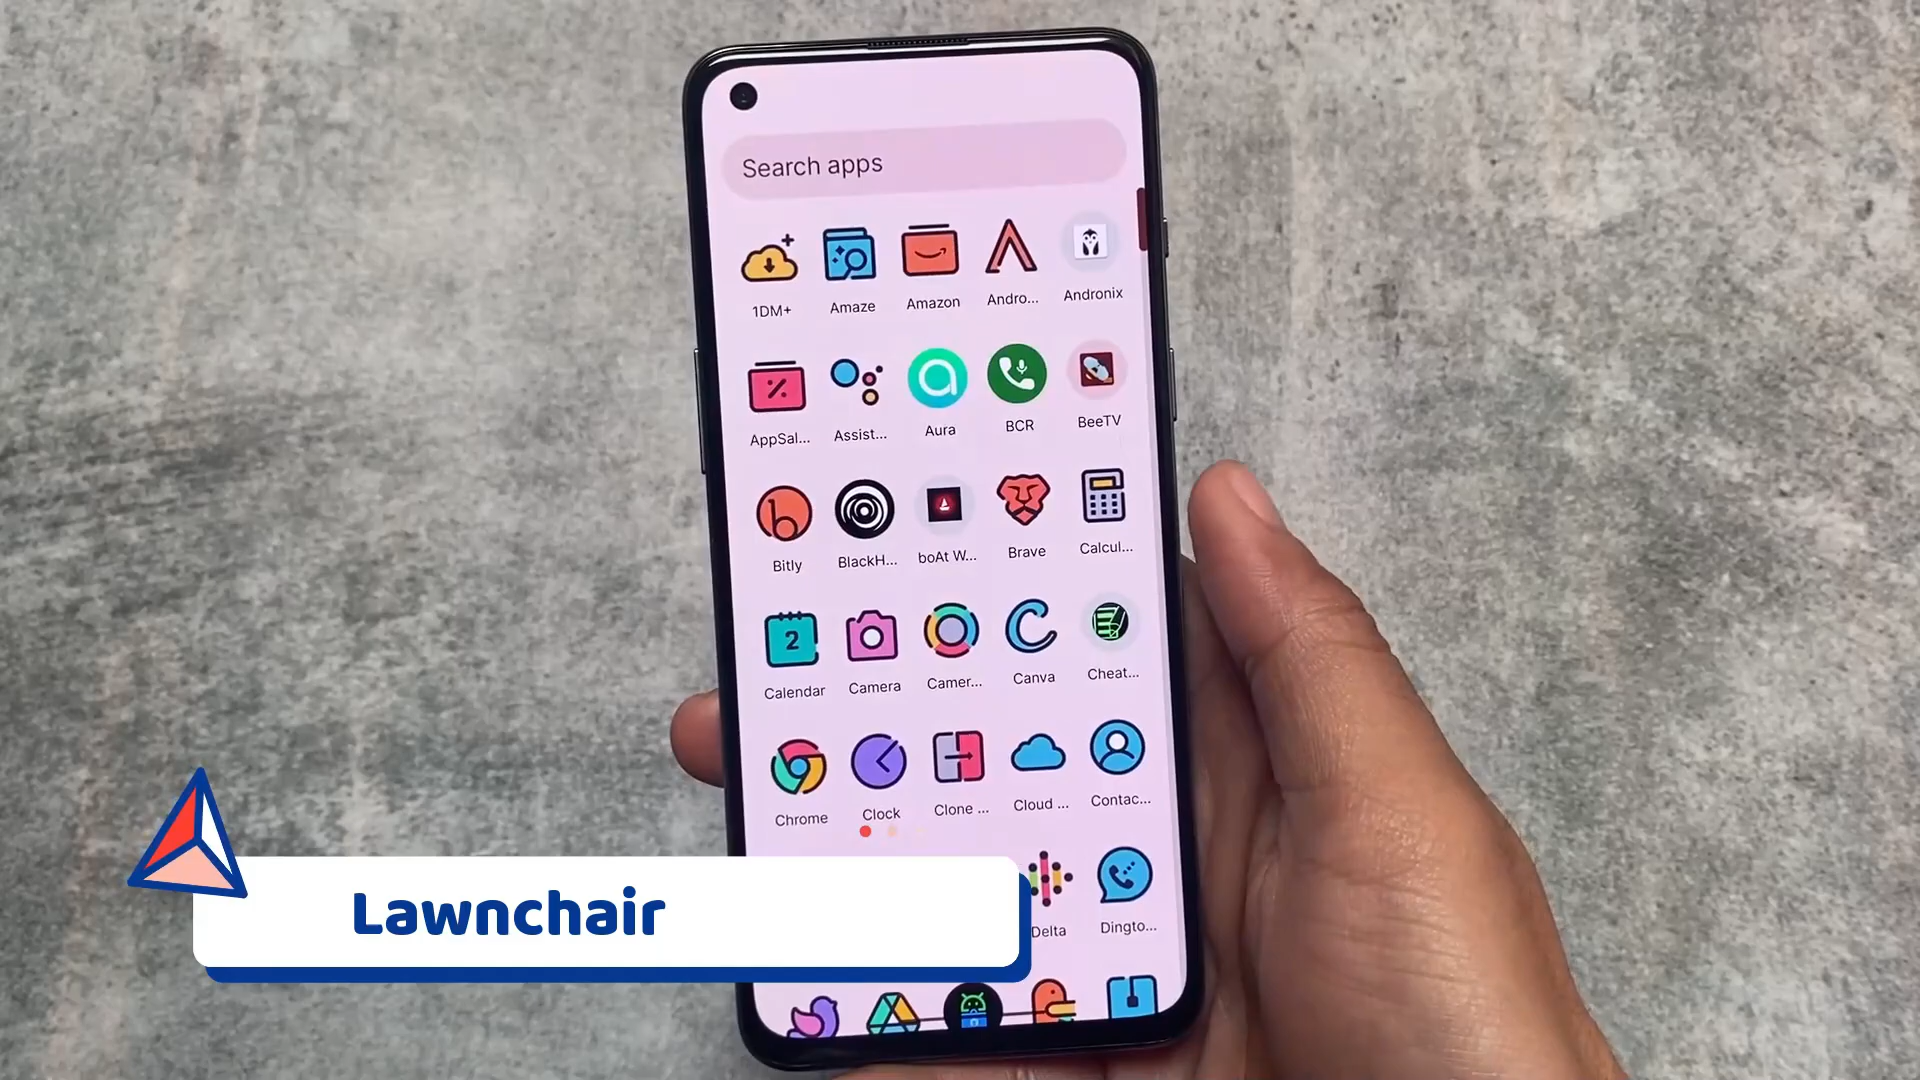 Search apps
1DM+ Amaze Amazon Andro... Andronix
AppSal... Assist... Aura BCR BeeTV
Bitly BlackH... boAt W... Brave Calcul...
2
Calendar Camera Camer... Canva Cheat...
Chrome Clock Clone ... Cloud ... Contac...
Delta Dingto...
Lawnchair